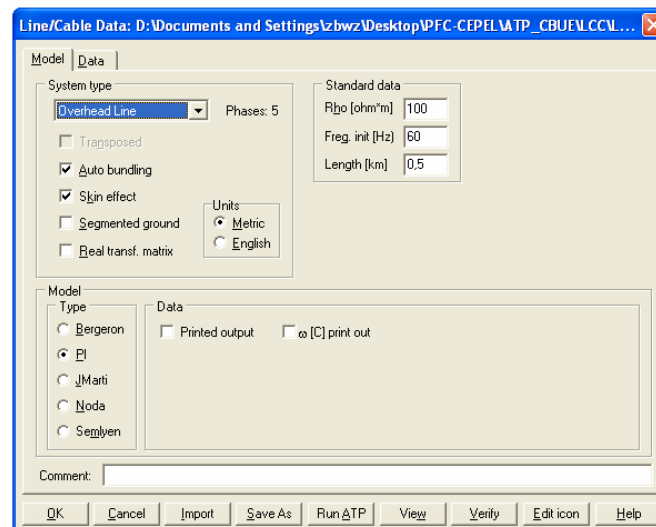 Line/Cable Data: D:\Documents and Settings\zbwz\Desktop\PFC-CEPEL\ATP_CBUE\LCC\L...
Model
Data
System type
Overhead Line
Phases: 5
Transposed
Auto bundling
Skin effect
Segmented ground
Real transf. matrix
Units
Metric
English
Standard data
Rho [ohm*m] 100
Freq. init [Hz] 60
Length [km] 0,5
Model
Type
Bergeron
PI
JMarti
Noda
Semlyen
Data
Printed output
ω [C] print out
Comment:
OK Cancel Import Save As Run ATP View Verify Edit icon Help